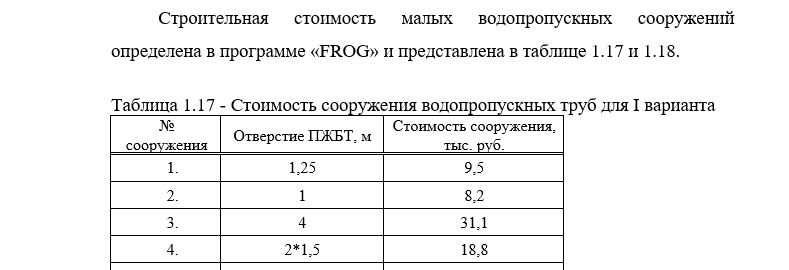 Строительная стоимость малых водопропускных сооружений
определена в программе «FROG» и представлена в таблице 1.17 и 1.18.
Таблица 1.17 - Стоимость сооружения водопропускных труб для I варианта
№ сооружения | Отверстие ПЖБТ, м | Стоимость сооружения, тыс. руб.
1. | 1,25 | 9,5
2. | 1 | 8,2
3. | 4 | 31,1
4. | 2*1,5 | 18,8